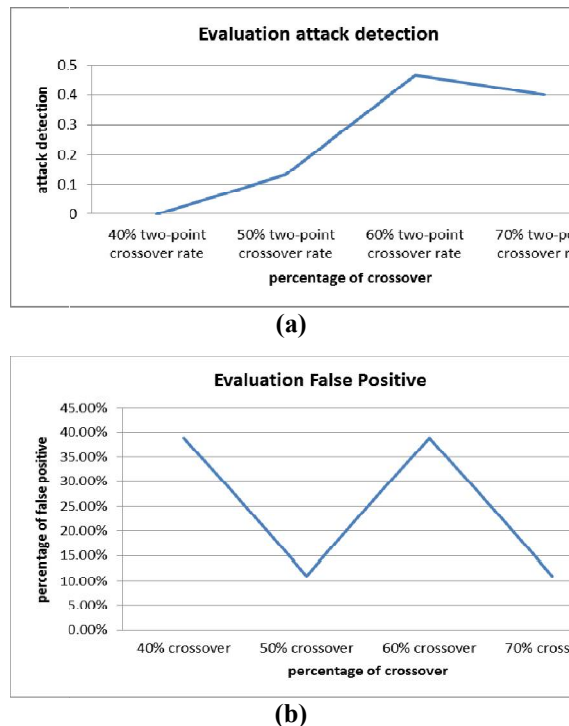 Evaluation attack detection
attack detection
0.5
0.4
0.3
0.2
0.1
0
40% two-point
crossover rate
50% two-point
crossover rate
60% two-point
crossover rate
70% two-po
crossover r
percentage of crossover
(a)
Evaluation False Positive
percentage of false positive
45.00%
40.00%
35.00%
30.00%
25.00%
20.00%
15.00%
10.00%
5.00%
0.00%
40% crossover
50% crossover
60% crossover
70% cross
percentage of crossover
(b)